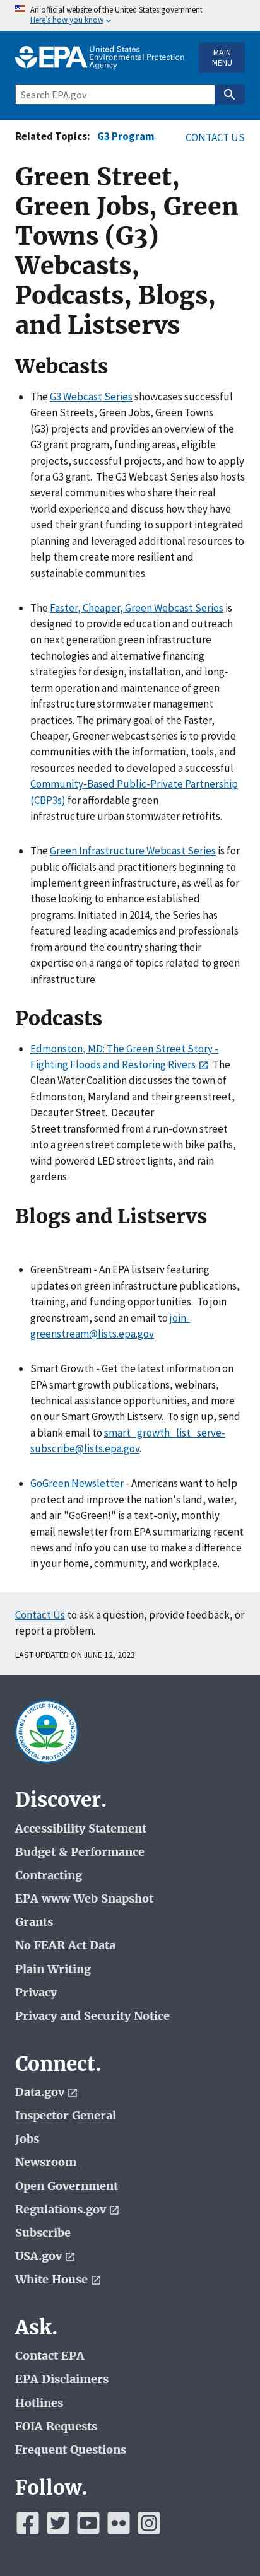 An official website of the United States government
Here's how you know
EPA United States
Environmental Protection
Agency
MAIN
MENU
Search EPA.gov
Related Topics: G3 Program
CONTACT US
Green Street,
Green Jobs, Green
Towns (G3)
Webcasts,
Podcasts, Blogs,
and Listservs
Webcasts
The G3 Webcast Series showcases successful
Green Streets, Green Jobs, Green Towns
(G3) projects and provides an overview of the
G3 grant program, funding areas, eligible
projects, successful projects, and how to apply
for a G3 grant. The G3 Webcast Series also hosts
several communities who share their real
world experience and discuss how they have
used their grant funding to support integrated
planning and leveraged additional resources to
help them create more resilient and
sustainable communities.
The Faster, Cheaper, Green Webcast Series is
dedicated to providing education and outreach
on next generation green infrastructure
technologies and alternative financing
strategies for design, installation, and long-
term and maintenance of green
infrastructure stormwater management
practices. The primary goal of the Faster,
Cheaper, Greener webcast series is to provide
communities with the information, tools, and
resources needed to developed a successful
Community-Based Public-Private Partnership
(CBP3s) for affordable green
infrastructure urban stormwater retrofits.
The Green Infrastructure Webcast Series is for
public officials and practitioners beginning to
implement green infrastructure, as well as for
those looking to enhance established
programs. Initiated in 2014, the Series has
featured leading academics and professionals
from around the country sharing their
expertise on range of topics related to green
infrastructure
Podcasts
Edmonston, MD: The Green Street Story -
Fighting Floods and Restoring Rivers The
Clean Water Coalition discusses the town of
Edmonston, Maryland and their green street,
Decauter Street. Decauter
Street transformed from a run-down street
into a green street complete with bike paths,
wind powered LED street lights, and rain
gardens.
Blogs and Listservs
GreenStream - An EPA listserv featuring
updates on green infrastructure publications,
training, and funding opportunities. To join
greenstream, send an email to join-
greenstream@lists.epa.gov
Smart Growth - Get the latest information on
EPA smart growth publications, webinars,
technical assistance events, awards, and more
on our Smart Growth Listserv. To sign up, send
a blank email to smart_growth_list_serve-
subscribe@lists.epa.gov.
GoGreen Newsletter - Americans want to help
protect and improve the nation's land, water,
and air. "GoGreen!" is a text-only, monthly
email newsletter from EPA summarizing recent
news and info you can use to make a difference
in your home, community, and workplace.
Contact Us to ask a question, provide feedback, or
report a problem.
LAST UPDATED ON JUNE 12, 2023
UNITED STATES
ENVIRONMENTAL PROTECTION AGENCY
Discover.
Accessibility Statement
Budget & Performance
Contracting
EPA www Web Snapshot
Grants
No FEAR Act Data
Plain Writing
Privacy
Privacy and Security Notice
Connect.
Data.gov
Inspector General
Jobs
Newsroom
Open Government
Regulations.gov
Subscribe
USA.gov
White House
Ask.
Contact EPA
EPA Disclaimers
Hotlines
FOIA Requests
Frequent Questions
Follow.